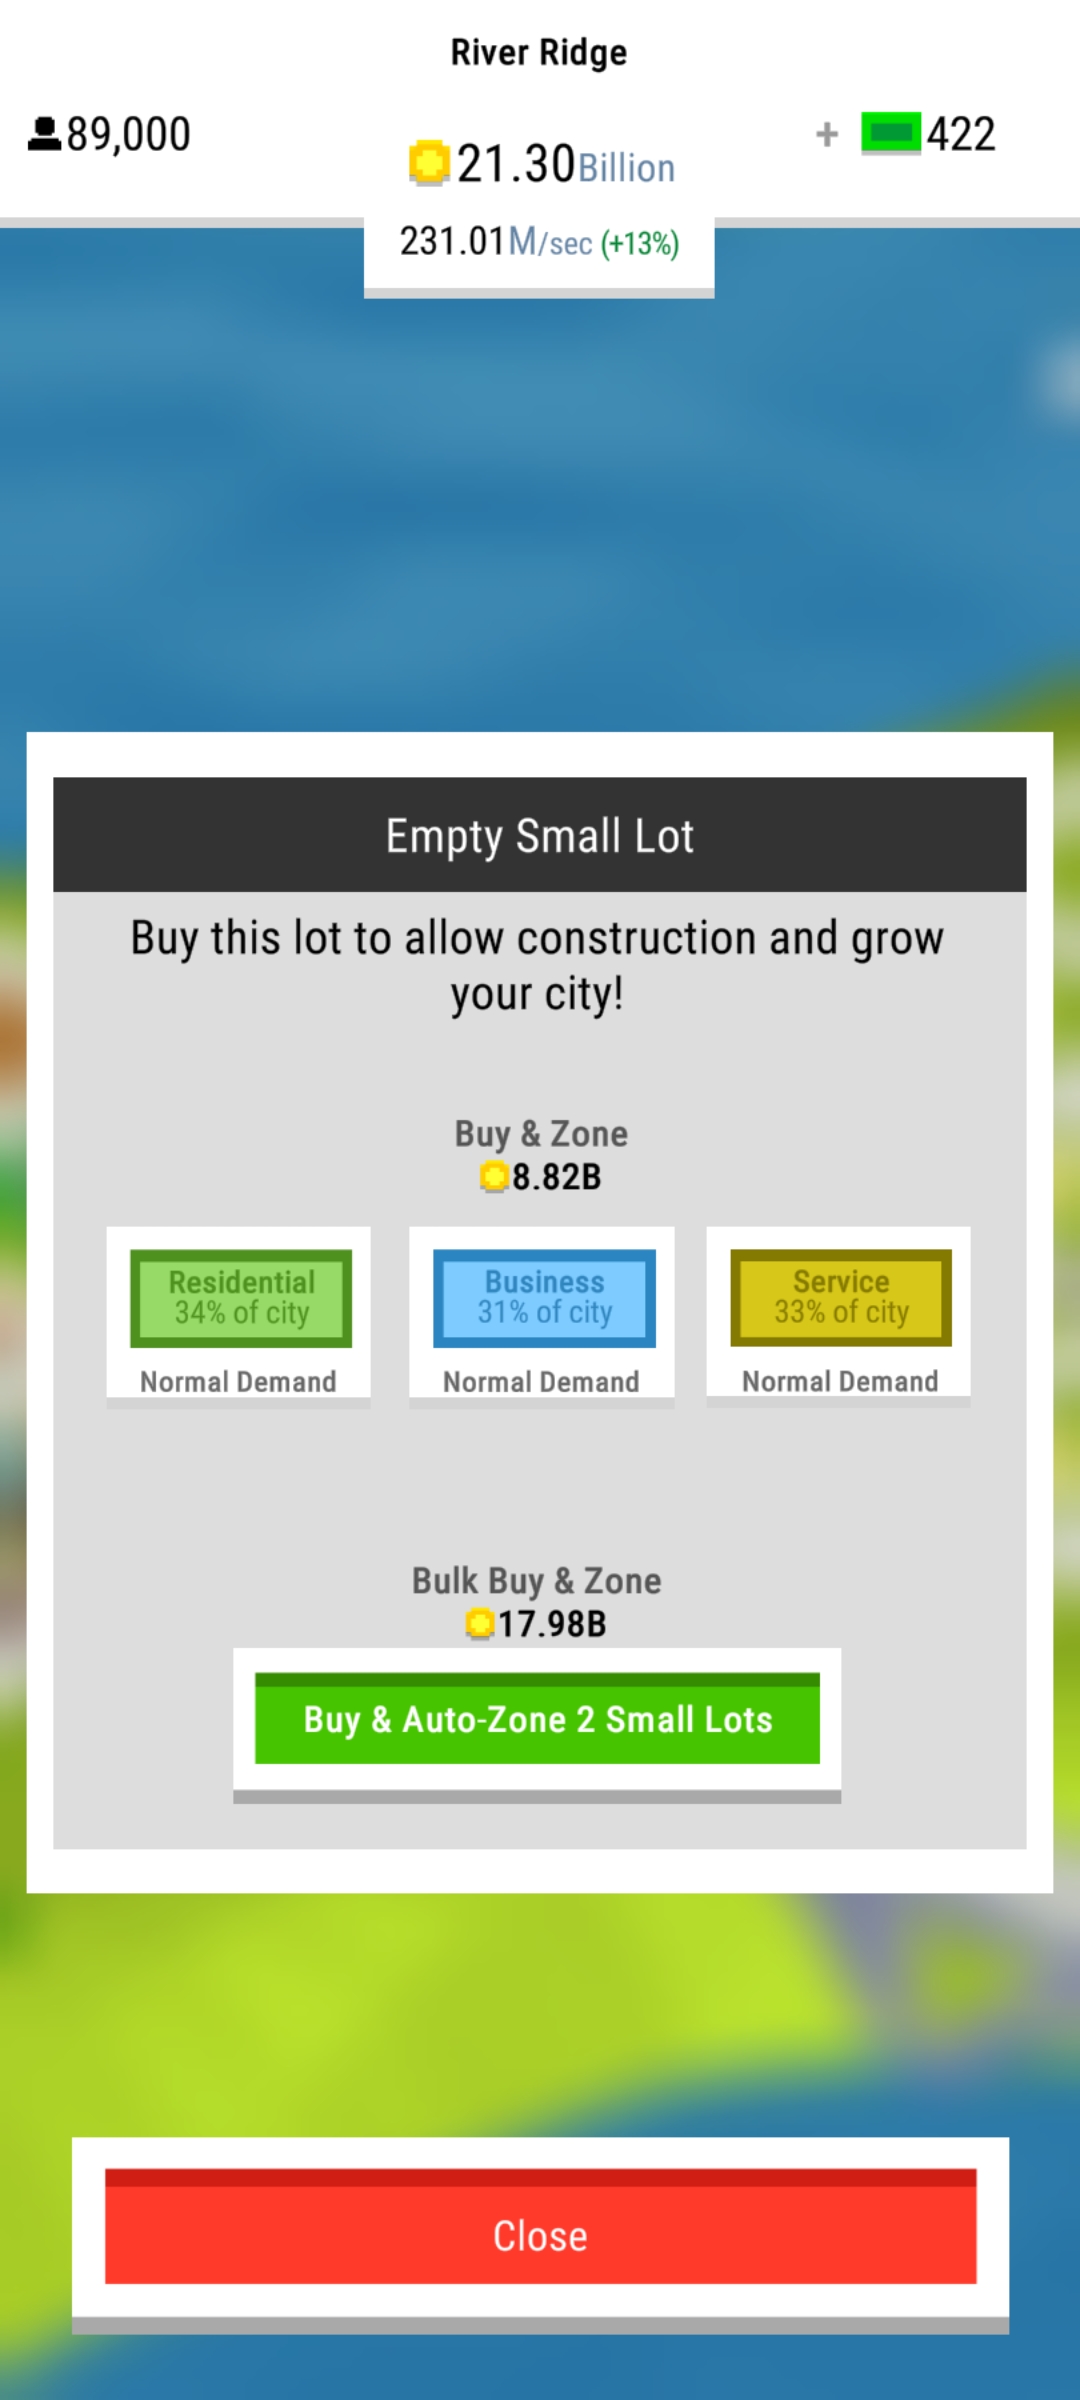 River Ridge
89,000
21.30Billion
+ 422
231.01M/sec (+13%)
Empty Small Lot
Buy this lot to allow construction and grow
your city!
Buy & Zone
8.82B
Residential
34% of city
Normal Demand
Business
31% of city
Normal Demand
Service
33% of city
Normal Demand
Bulk Buy & Zone
17.98B
Buy & Auto-Zone 2 Small Lots
Close